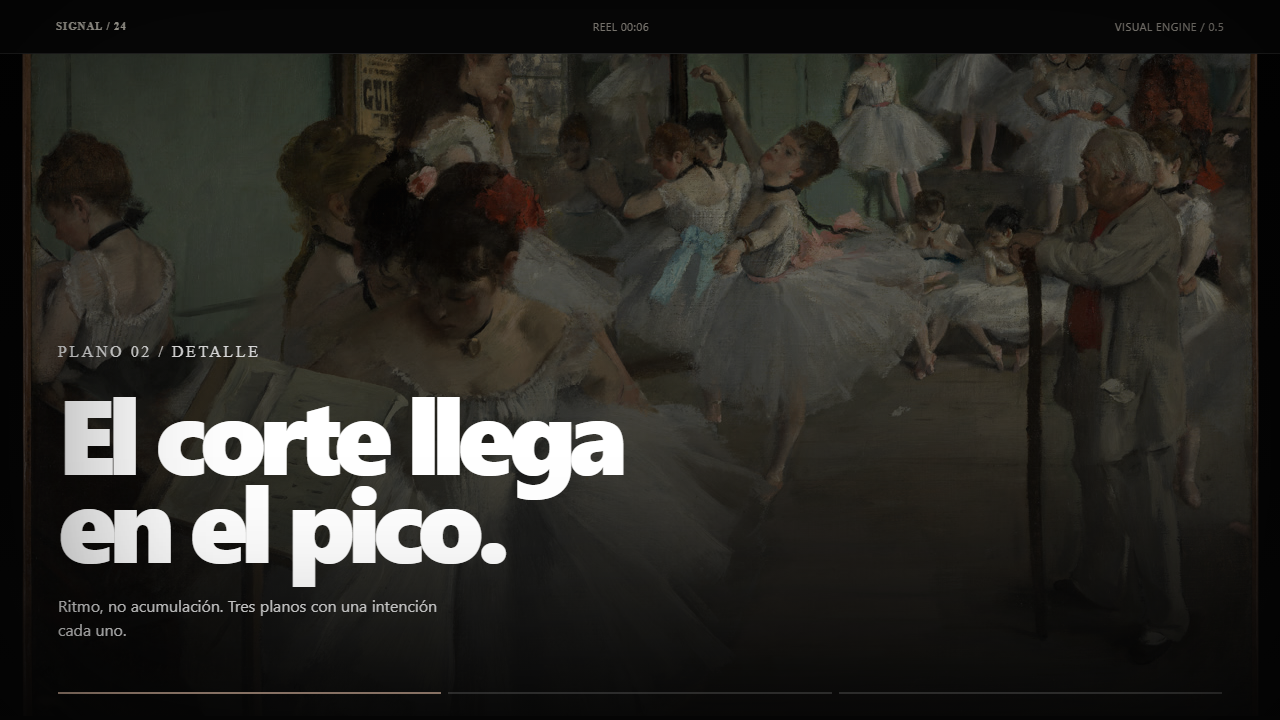 SIGNAL / 24
REEL 00:06
VISUAL ENGINE / 0.5
PLANO 02 / DETALLE
El corte llega
en el pico.
Ritmo, no acumulación. Tres planos con una intención
cada uno.